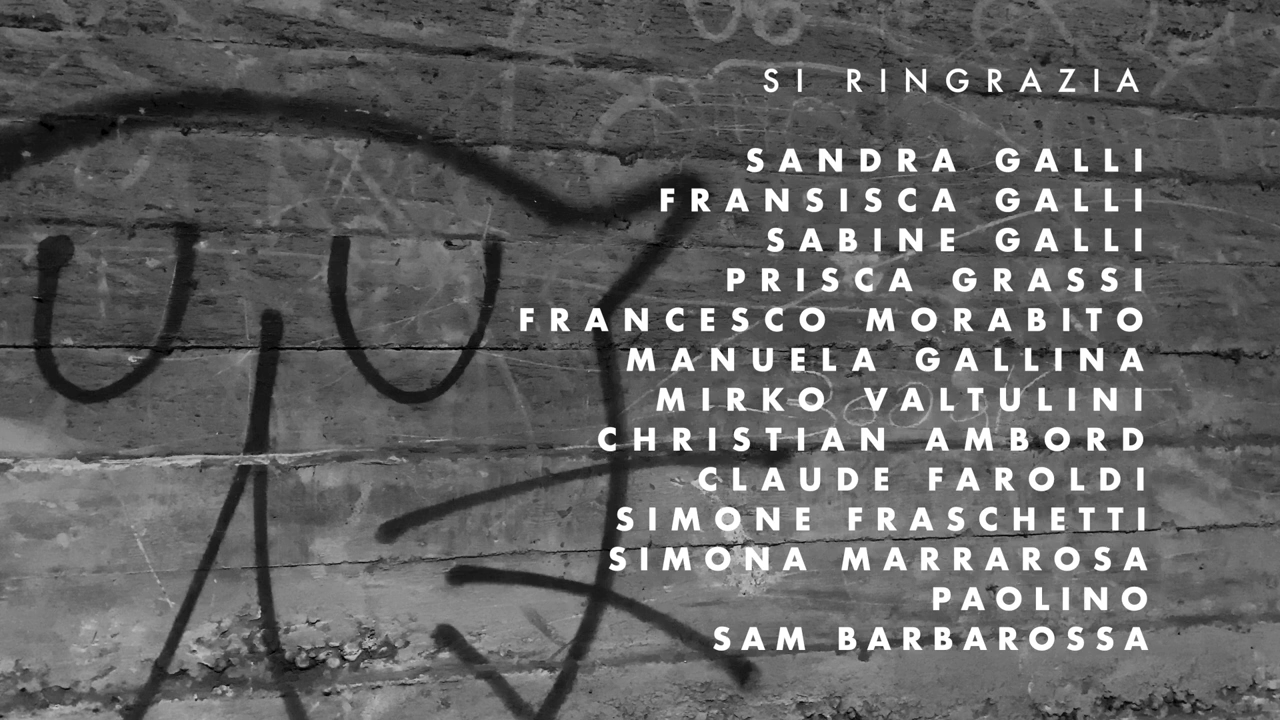 SI RINGRAZIA
SANDRA GALLI
FRANSISCA GALLI
SABINE GALLI
PRISCA GRASSI
FRANCESCO MORABITO
MANUELA GALLINA
MIRKO VALTULINI
CHRISTIAN AMBORD
CLAUDE FAROLDI
SIMONE FRASCHETTI
SIMONA MARRAROSA
PAOLINO
SAM BARBAROSSA